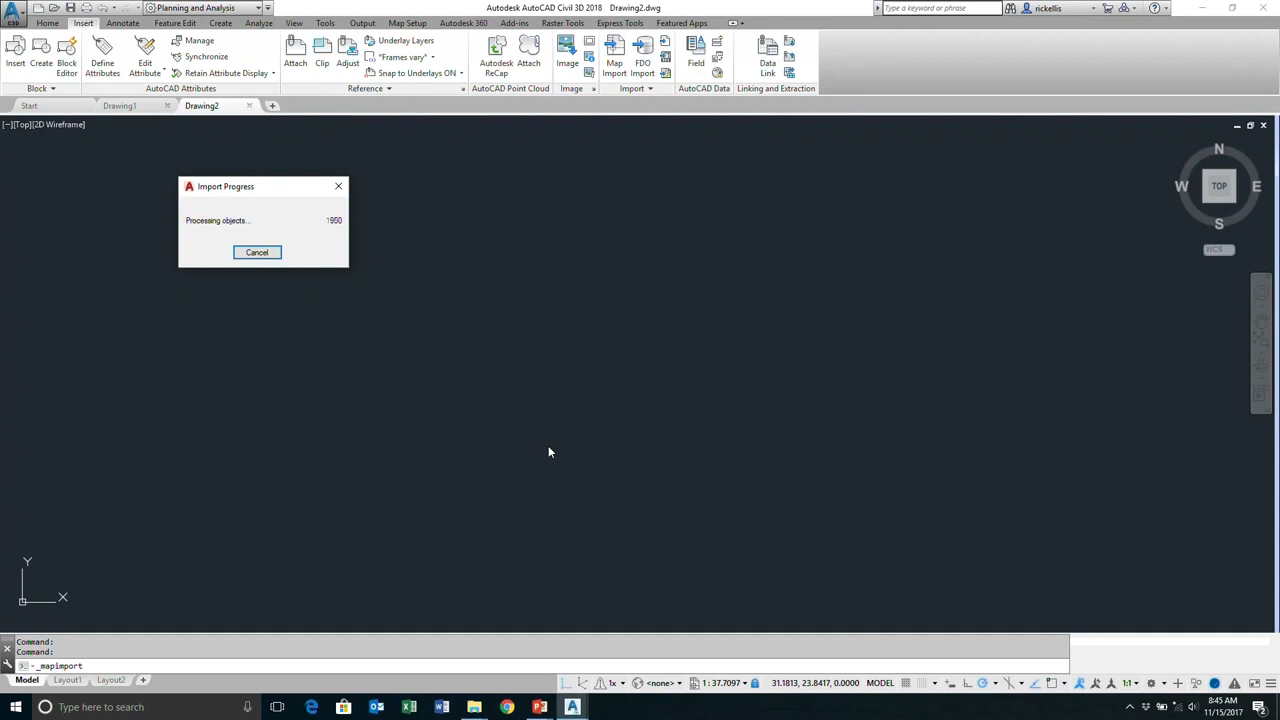 Planning and Analysis
Autodesk AutoCAD Civil 3D 2018 Drawing2.dwg
Type a keyword or phrase
rickellis
C3D
Home Insert Annotate Feature Edit Create Analyze View Tools Output Map Setup Autodesk 360 Add-ins Raster Tools Express Tools Featured Apps
Manage
Synchronize
Retain Attribute Display
Underlay Layers
*Frames vary*
Snap to Underlays ON
Insert Create Block Editor Define Attributes Edit Attribute Attach Clip Adjust Autodesk ReCap Attach Image Map Import FDO Import Field Data Link
Block AutoCAD Attributes Reference AutoCAD Point Cloud Image Import AutoCAD Data Linking and Extraction
Start Drawing1 Drawing2
[−][Top][2D Wireframe]
N
W TOP E
S
WCS
Import Progress
Processing objects... 1950
Cancel
Y
X
Command:
Command:
_mapimport
Model Layout1 Layout2
1x <none> 1 : 37.7097 31.1813, 23.8417, 0.0000 MODEL 1:1
Type here to search
8:45 AM
11/15/2017